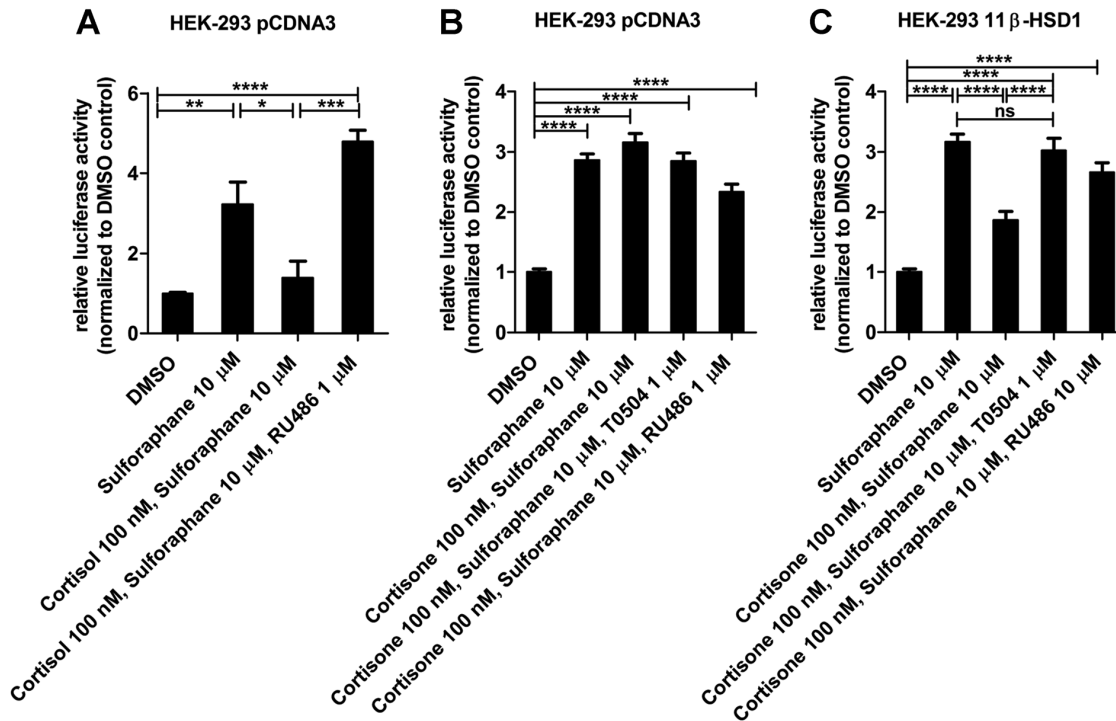 A
HEK-293 pCDNA3
relative luciferase activity
(normalized to DMSO control)
****
**
*
***
6
4
2
0
DMSO
Sulforaphane 10 μM
Cortisol 100 nM, Sulforaphane 10 μM
Cortisol 100 nM, Sulforaphane 10 μM, RU486 1 μM
B
HEK-293 pCDNA3
relative luciferase activity
(normalized to DMSO control)
****
****
****
****
4
3
2
1
0
DMSO
Sulforaphane 10 μM
Cortisone 100 nM, Sulforaphane 10 μM
Cortisone 100 nM, Sulforaphane 10 μM, T0504 1 μM
Cortisone 100 nM, Sulforaphane 10 μM, RU486 1 μM
C
HEK-293 11 β-HSD1
relative luciferase activity
(normalized to DMSO control)
****
****
****
****
****
ns
4
3
2
1
0
DMSO
Sulforaphane 10 μM
Cortisone 100 nM, Sulforaphane 10 μM
Cortisone 100 nM, Sulforaphane 10 μM, T0504 1 μM
Cortisone 100 nM, Sulforaphane 10 μM, RU486 10 μM